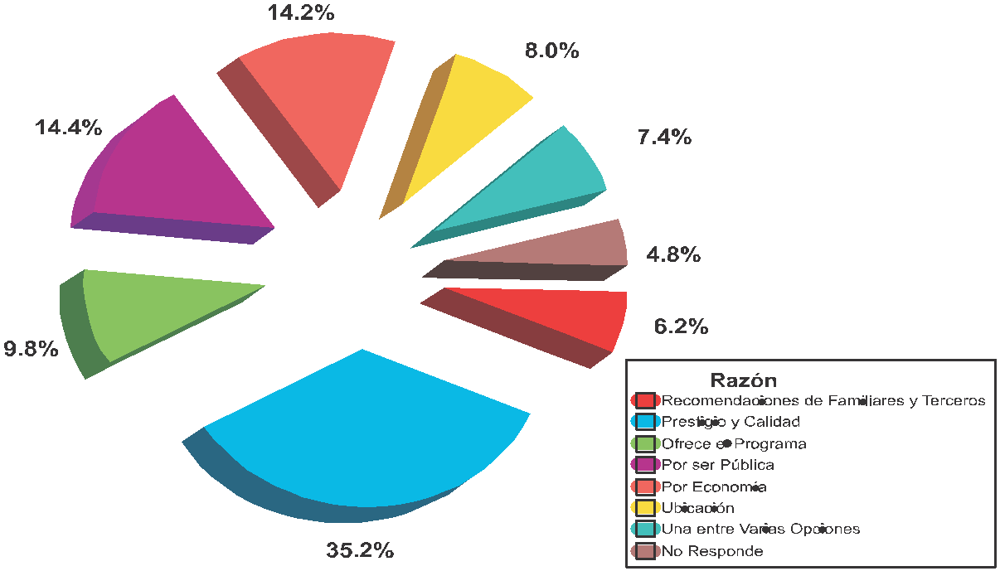 14.2%
8.0%
14.4%
7.4%
4.8%
6.2%
9.8%
35.2%
Razón
Recomendaciones de Familiares y Terceros
Prestigio y Calidad
Ofrece el Programa
Por ser Pública
Por Economía
Ubicación
Una entre Varias Opciones
No Responde